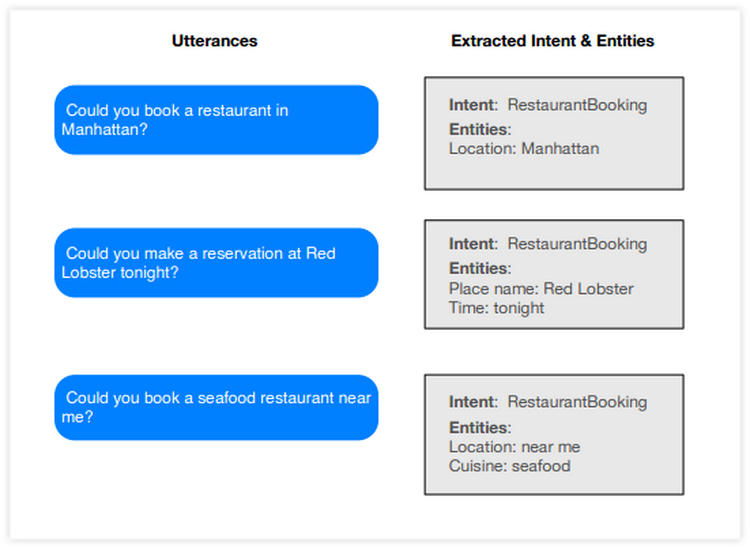 Utterances
Extracted Intent & Entities
Could you book a restaurant in
Manhattan?
Intent: RestaurantBooking
Entities:
Location: Manhattan
Could you make a reservation at Red
Lobster tonight?
Intent: RestaurantBooking
Entities:
Place name: Red Lobster
Time: tonight
Could you book a seafood restaurant near
me?
Intent: RestaurantBooking
Entities:
Location: near me
Cuisine: seafood